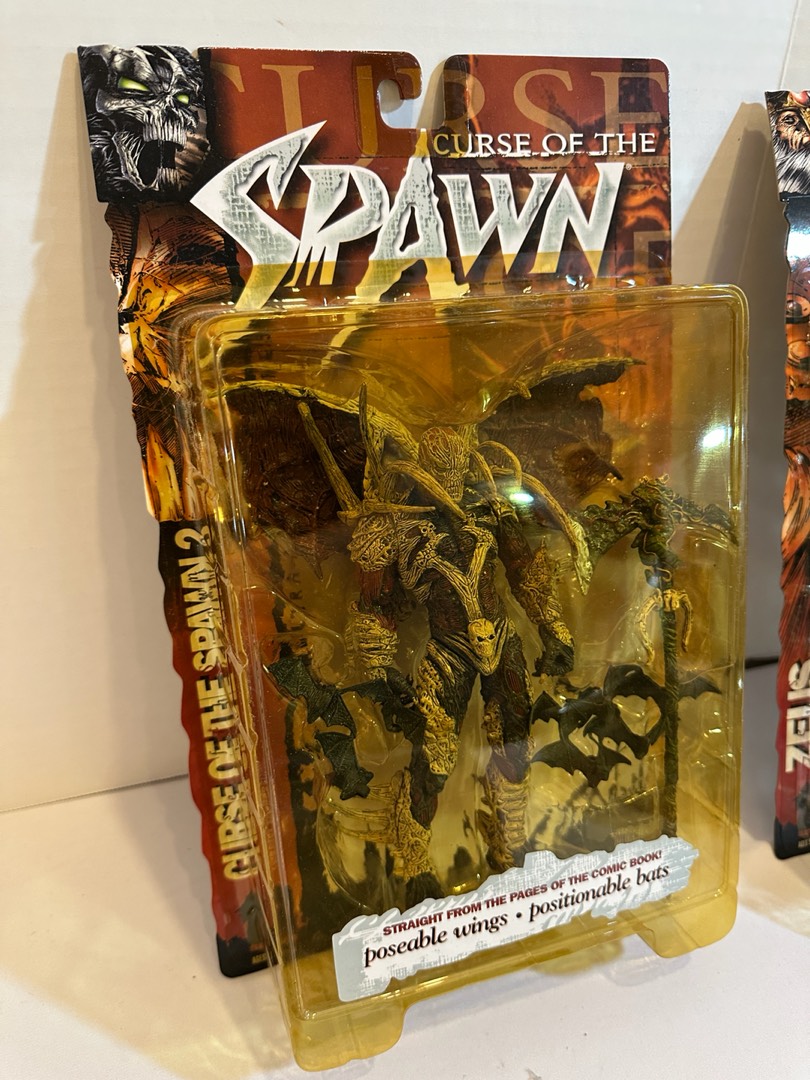 CURSE
CURSE OF THE
SPAWN
CURSE OF THE SPAWN 2
STRAIGHT FROM THE PAGES OF THE COMIC BOOK!
poseable wings • positionable bats
ZEUS